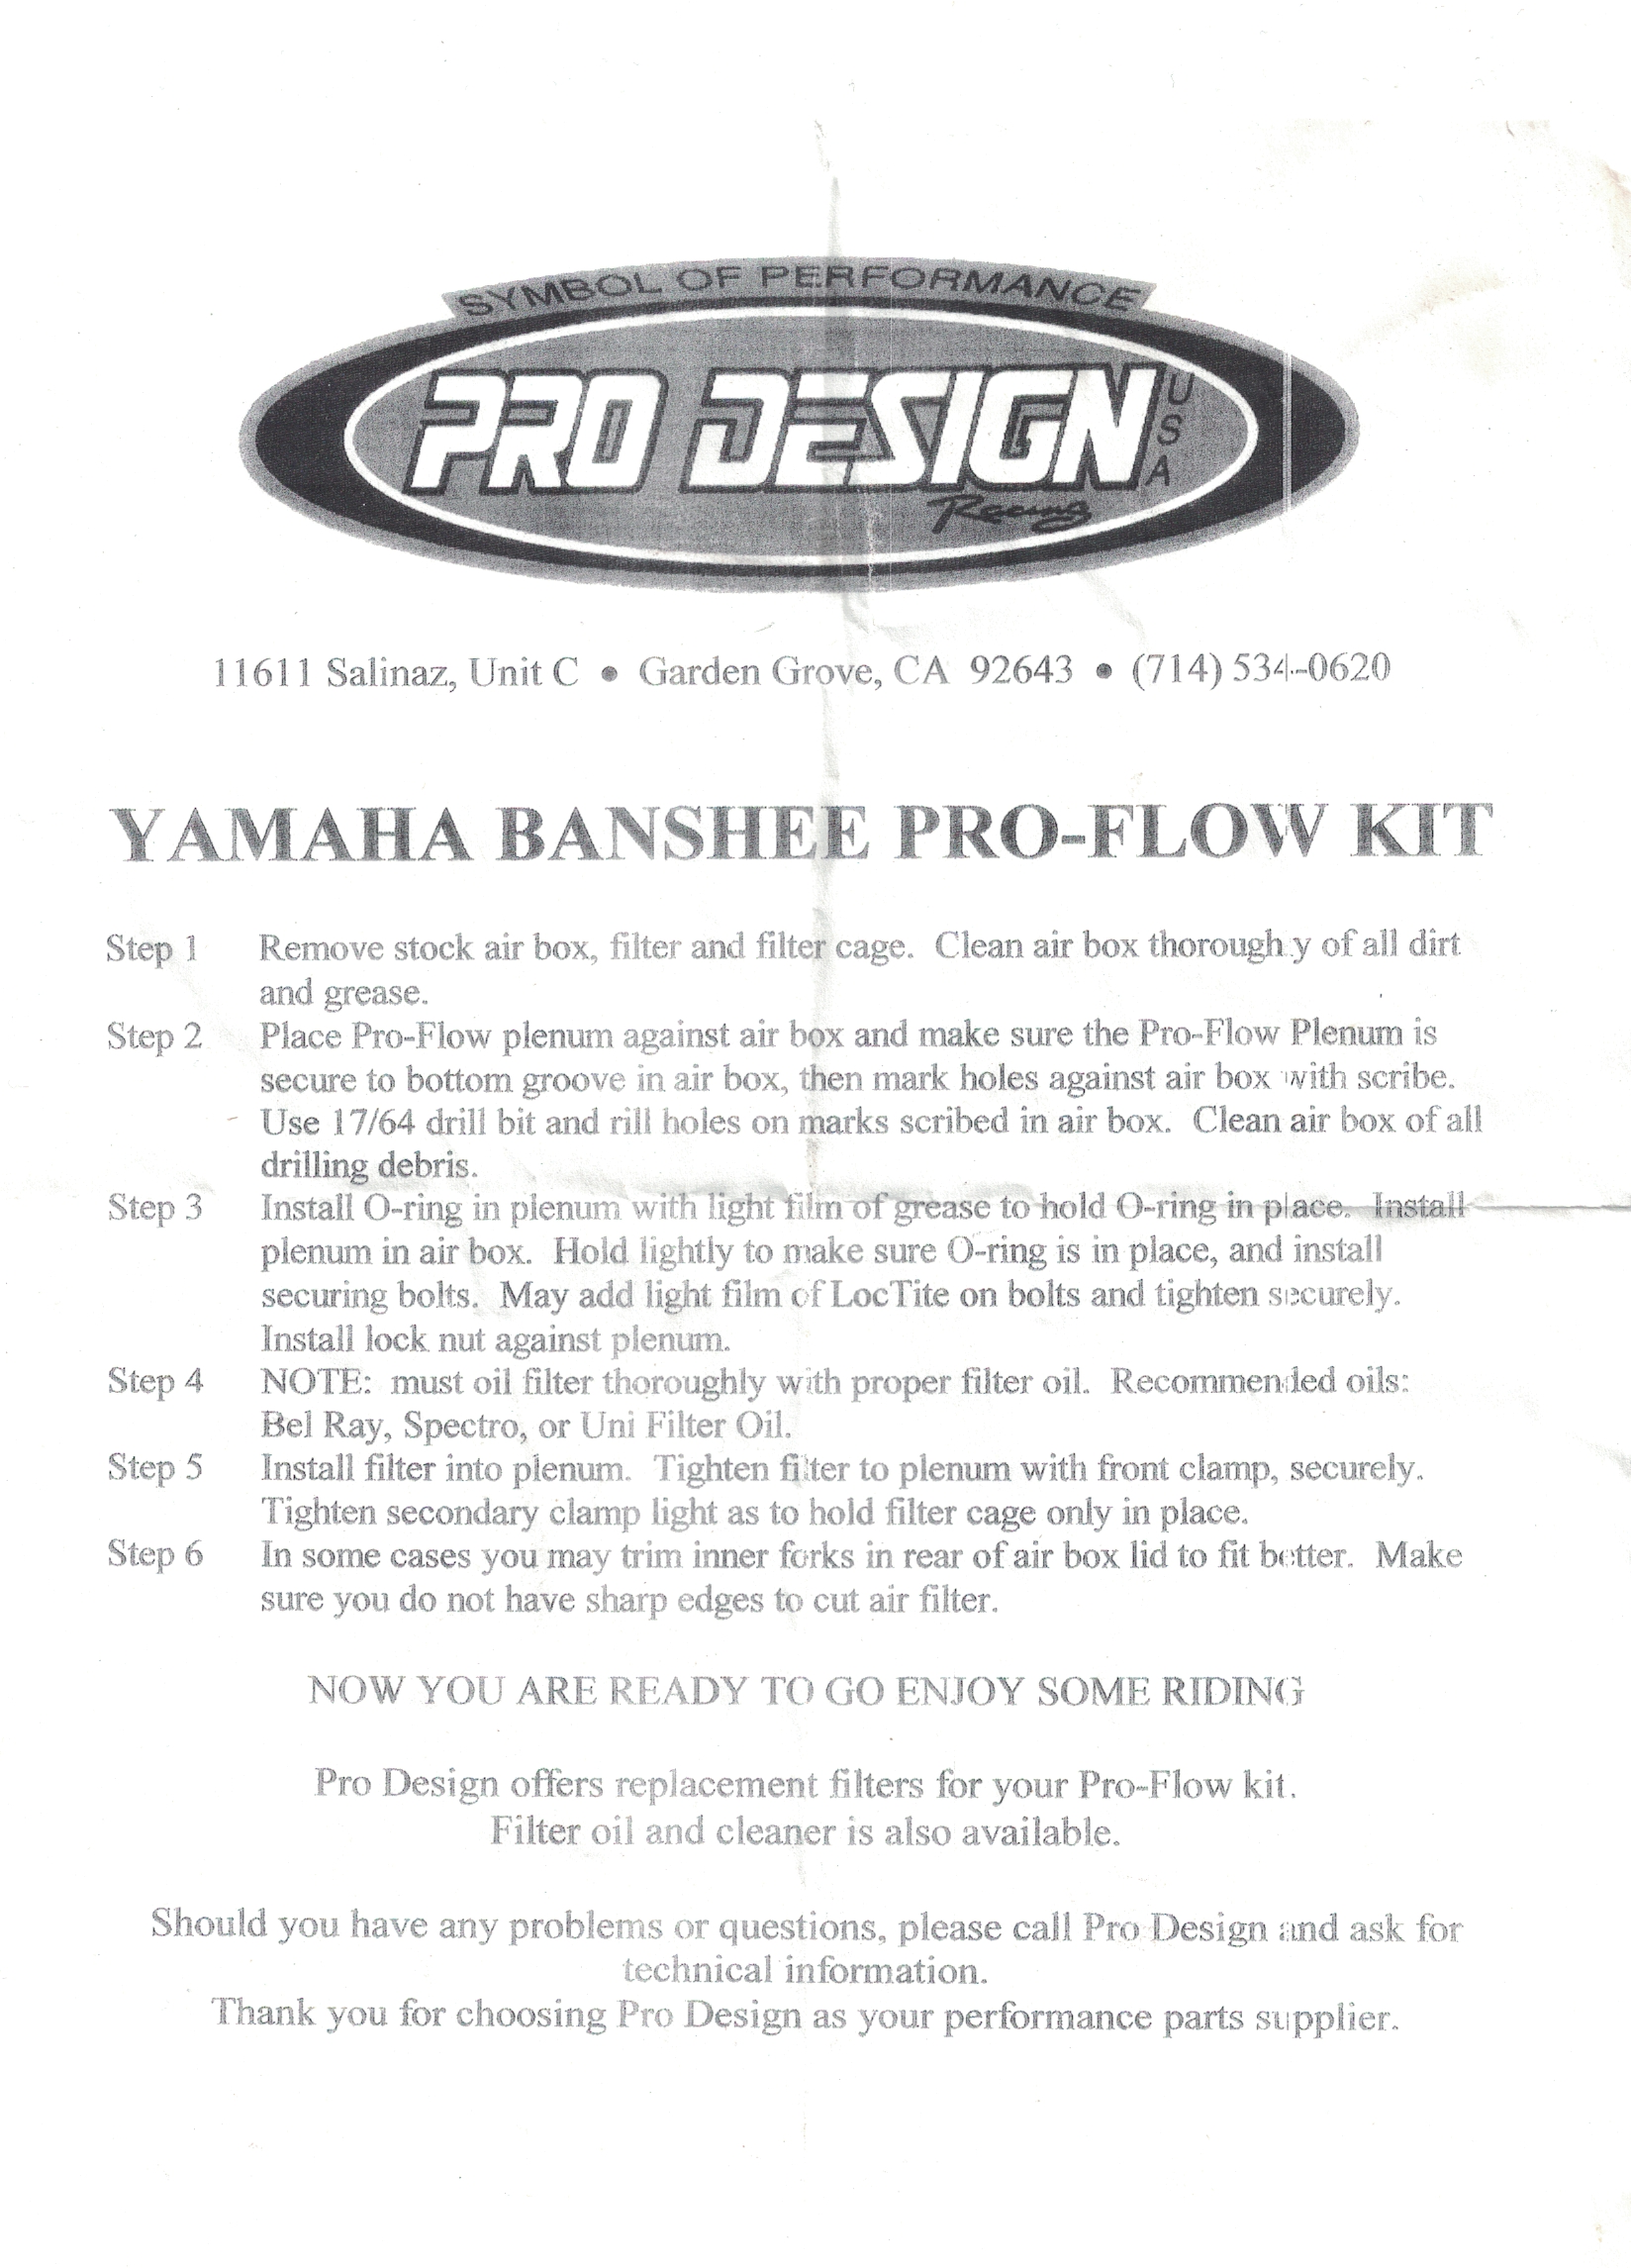 SYMBOL OF PERFORMANCE
PRO DESIGN USA
Racing
11611 Salinaz, Unit C • Garden Grove, CA 92643 • (714) 534-0620
YAMAHA BANSHEE PRO-FLOW KIT
Step 1 Remove stock air box, filter and filter cage. Clean air box thoroughly of all dirt
and grease.
Step 2 Place Pro-Flow plenum against air box and make sure the Pro-Flow Plenum is
secure to bottom groove in air box, then mark holes against air box with scribe.
Use 17/64 drill bit and rill holes on marks scribed in air box. Clean air box of all
drilling debris.
Step 3 Install O-ring in plenum with light film of grease to hold O-ring in place. Install
plenum in air box. Hold lightly to make sure O-ring is in place, and install
securing bolts. May add light film of LocTite on bolts and tighten securely.
Install lock nut against plenum.
Step 4 NOTE: must oil filter thoroughly with proper filter oil. Recommended oils:
Bel Ray, Spectro, or Uni Filter Oil.
Step 5 Install filter into plenum. Tighten filter to plenum with front clamp, securely.
Tighten secondary clamp light as to hold filter cage only in place.
Step 6 In some cases you may trim inner forks in rear of air box lid to fit better. Make
sure you do not have sharp edges to cut air filter.
NOW YOU ARE READY TO GO ENJOY SOME RIDING
Pro Design offers replacement filters for your Pro-Flow kit.
Filter oil and cleaner is also available.
Should you have any problems or questions, please call Pro Design and ask for
technical information.
Thank you for choosing Pro Design as your performance parts supplier.